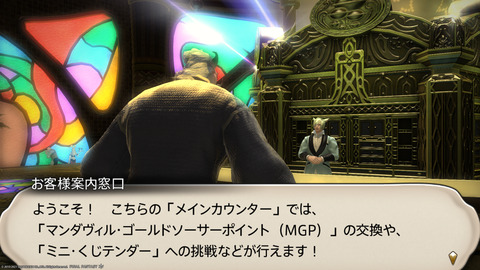 お客様案内窓口
ようこそ！　こちらの「メインカウンター」では、
「マンダヴィル・ゴールドソーサーポイント（MGP）」の交換や、
「ミニ・くじテンダー」への挑戦などが行えます！